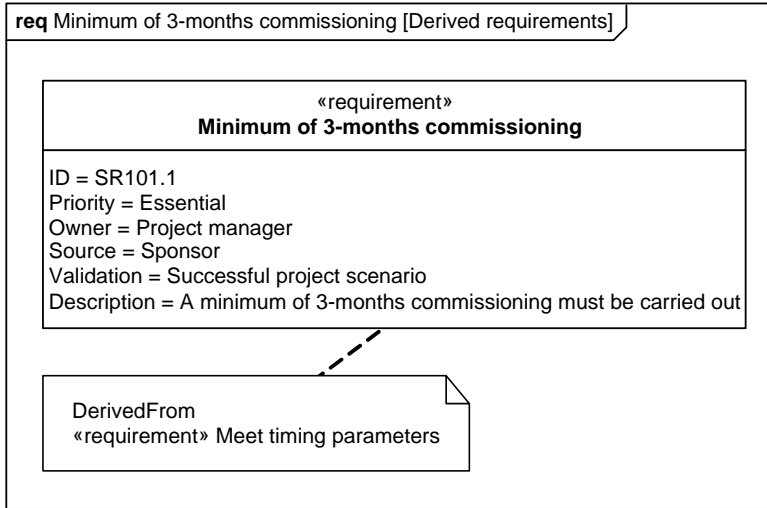 req Minimum of 3-months commissioning [Derived requirements]
«requirement»
Minimum of 3-months commissioning
ID = SR101.1
Priority = Essential
Owner = Project manager
Source = Sponsor
Validation = Successful project scenario
Description = A minimum of 3-months commissioning must be carried out
DerivedFrom
«requirement» Meet timing parameters